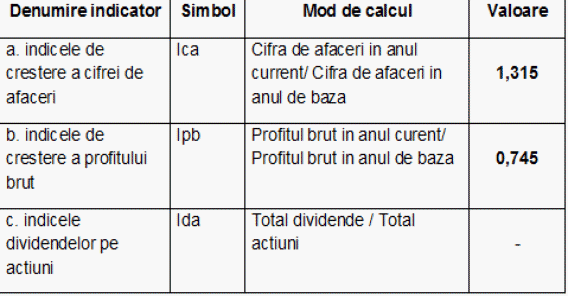 Denumire indicator Simbol Mod de calcul Valoare
a. indicele de
crestere a cifrei de
afaceri
Ica
Cifra de afaceri in anul
current/ Cifra de afaceri in
anul de baza
1,315
b. indicele de
crestere a profitului
brut
Ipb
Profitul brut in anul curent/
Profitul brut in anul de baza
0,745
c. indicele
dividendelor pe
actiuni
Ida
Total dividende / Total
actiuni
-